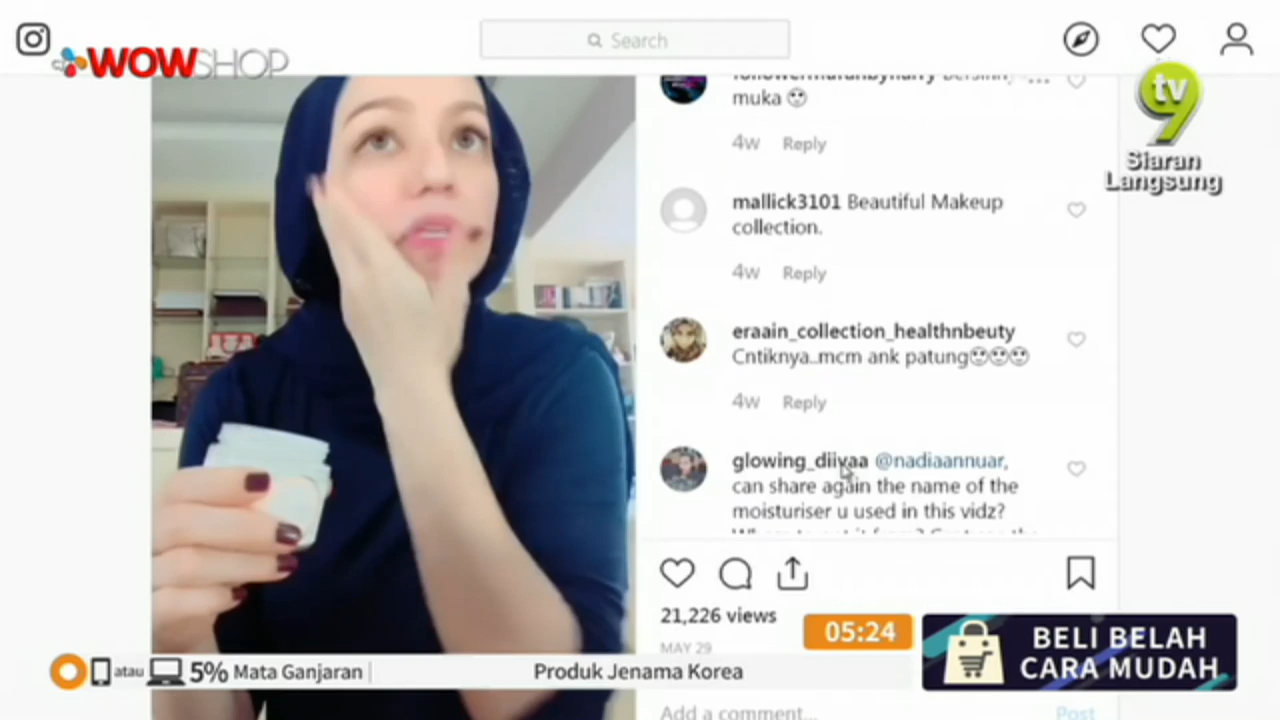 WOWSHOP
Search
tv
9
Siaran
Langsung
muka
4w Reply
mallick3101 Beautiful Makeup
collection.
4w Reply
eraain_collection_healthnbeuty
Cntiknya..mcm ank patung
4w Reply
glowing_diivaa @nadiaannuar,
can share again the name of the
moisturiser u used in this vidz?
21,226 views
MAY 29
05:24
BELI BELAH
CARA MUDAH
atau 5% Mata Ganjaran
Produk Jenama Korea
Add a comment... Post